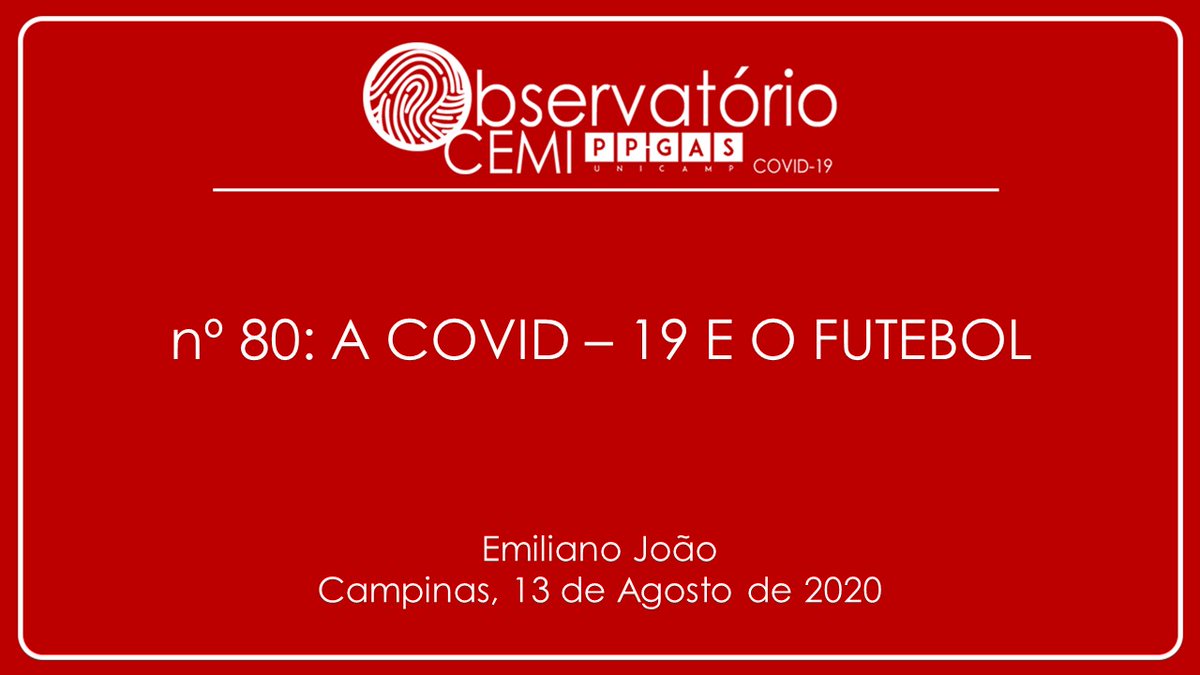 Observatório
CEMI PPGAS
UNICAMP COVID-19
nº 80: A COVID – 19 E O FUTEBOL
Emiliano João
Campinas, 13 de Agosto de 2020